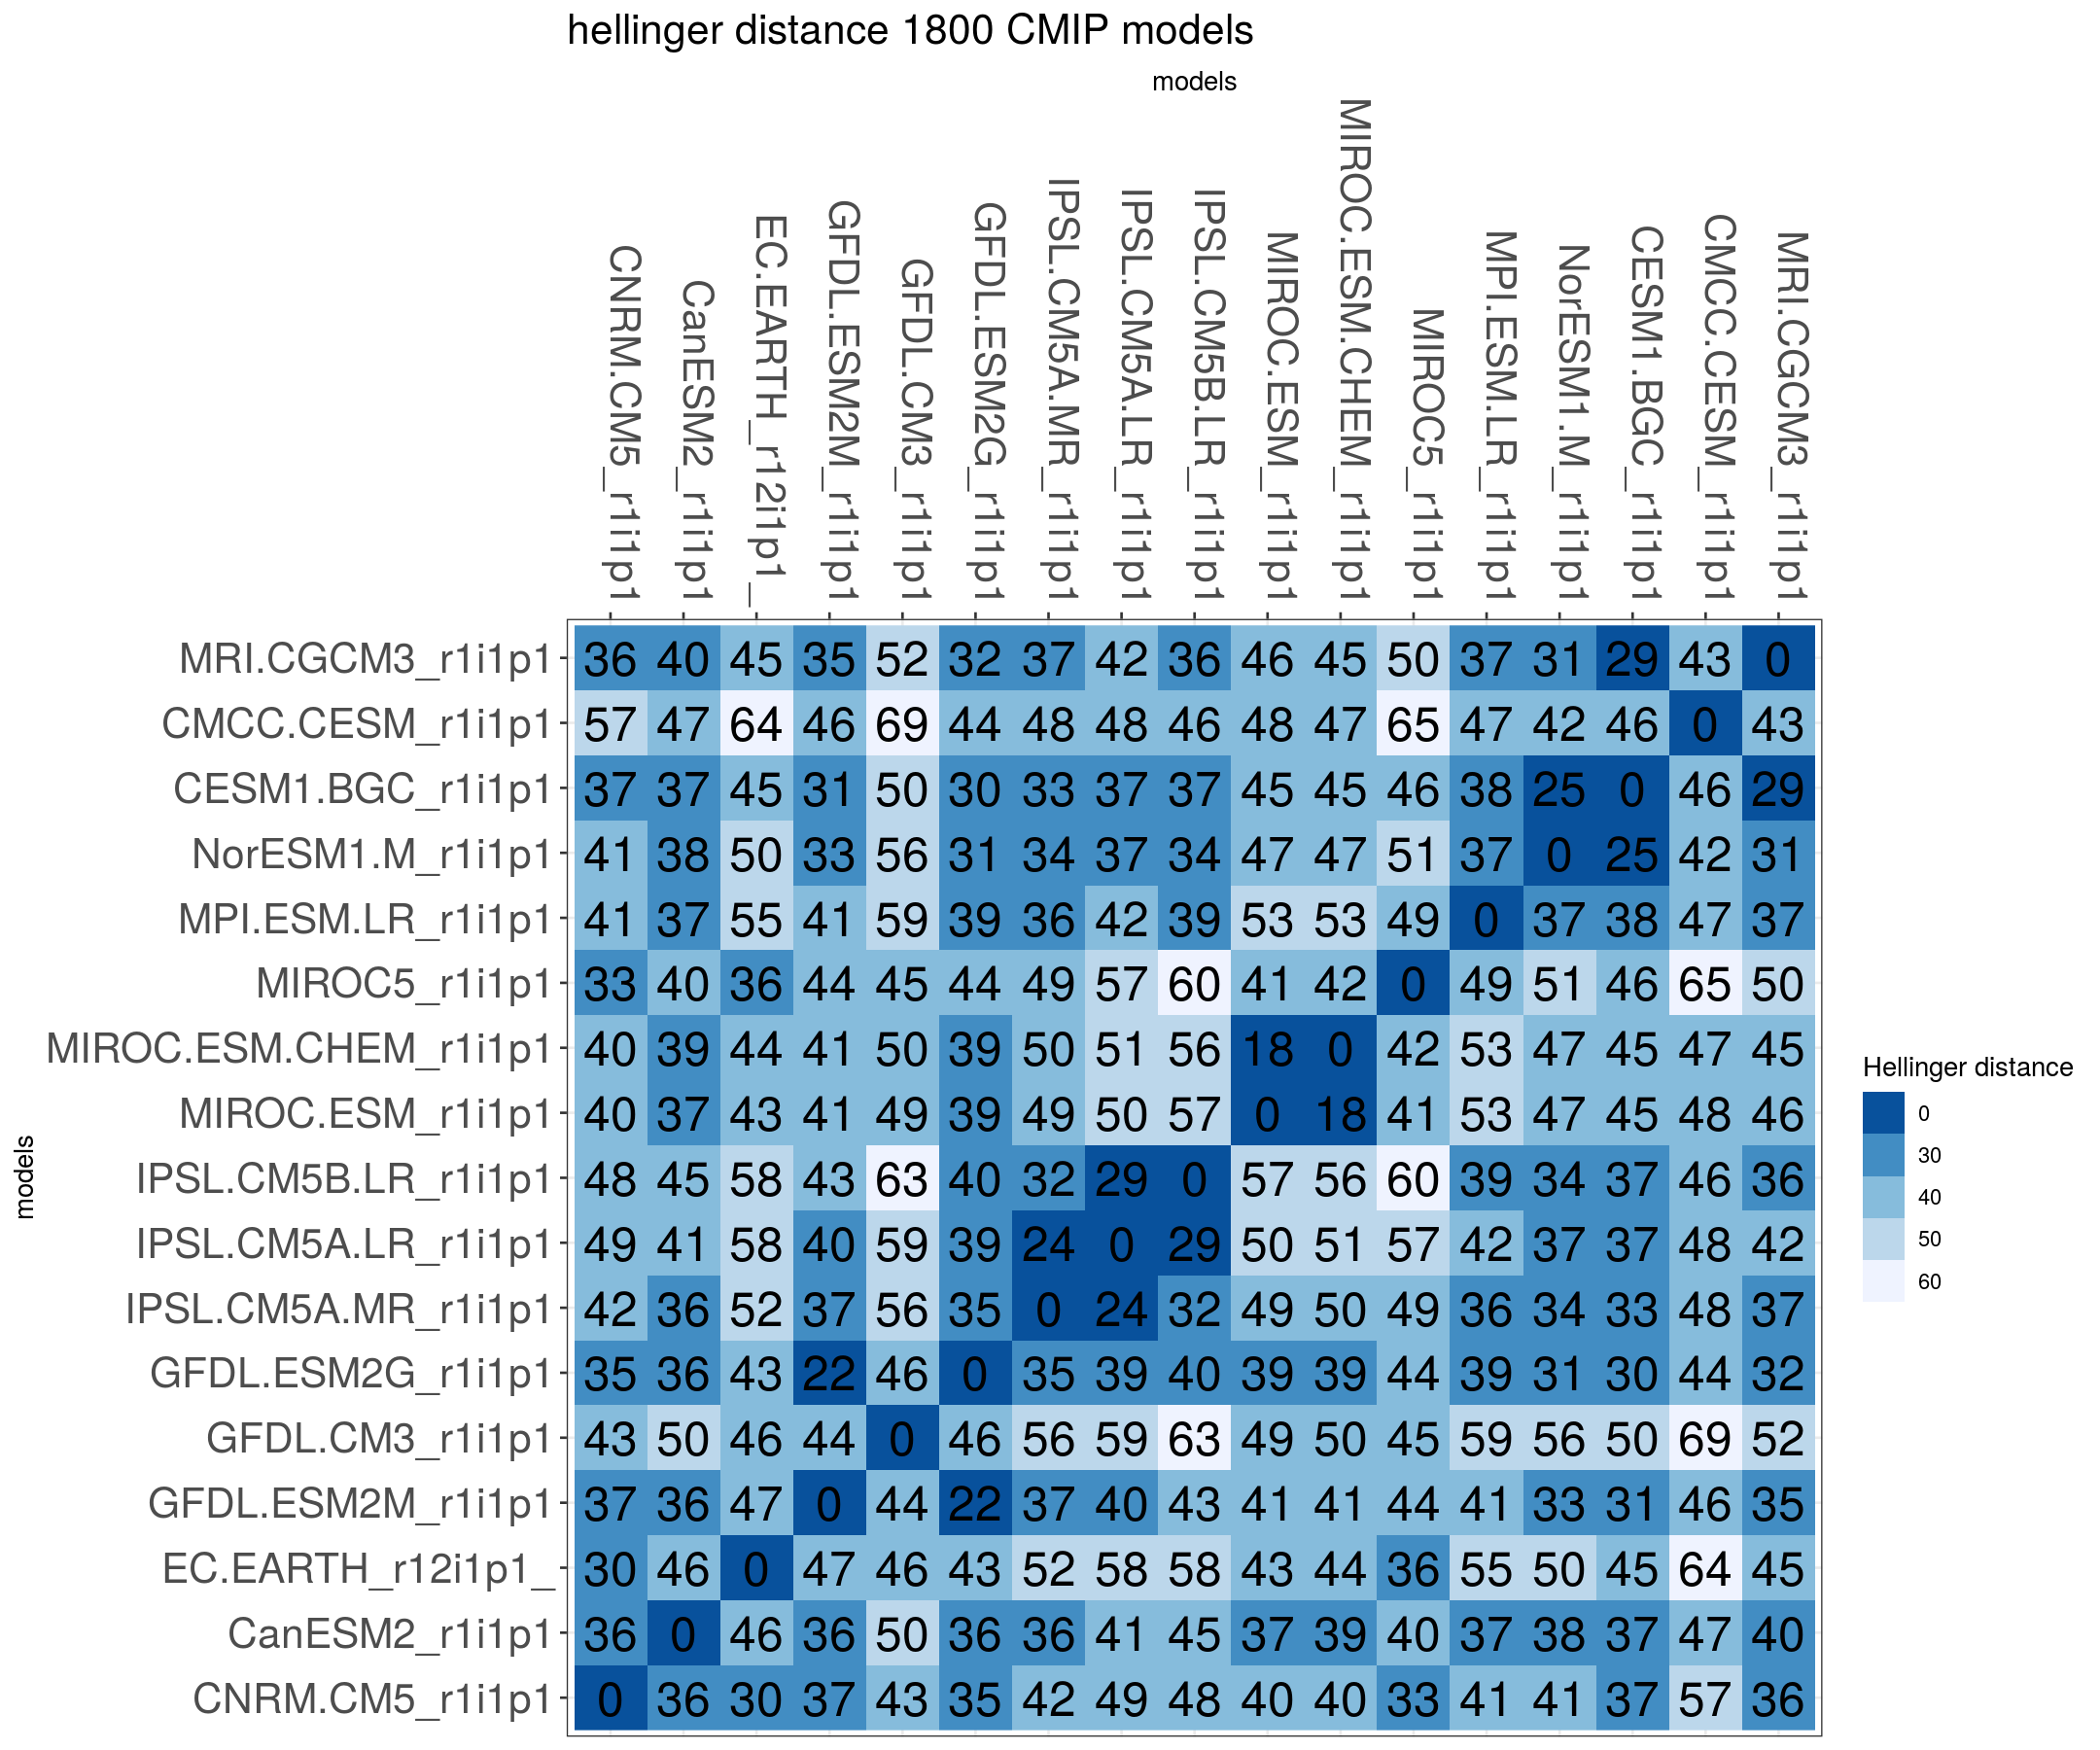 hellinger distance 1800 CMIP models
models
CNRM.CM5_r1i1p1
CanESM2_r1i1p1
EC.EARTH_r12i1p1_
GFDL.ESM2M_r1i1p1
GFDL.CM3_r1i1p1
GFDL.ESM2G_r1i1p1
IPSL.CM5A.MR_r1i1p1
IPSL.CM5A.LR_r1i1p1
IPSL.CM5B.LR_r1i1p1
MIROC.ESM_r1i1p1
MIROC.ESM.CHEM_r1i1p1
MIROC5_r1i1p1
MPI.ESM.LR_r1i1p1
NorESM1.M_r1i1p1
CESM1.BGC_r1i1p1
CMCC.CESM_r1i1p1
MRI.CGCM3_r1i1p1
MRI.CGCM3_r1i1p1 36 40 45 35 52 32 37 42 36 46 45 50 37 31 29 43 0
CMCC.CESM_r1i1p1 57 47 64 46 69 44 48 48 46 48 47 65 47 42 46 0 43
CESM1.BGC_r1i1p1 37 37 45 31 50 30 33 37 37 45 45 46 38 25 0 46 29
NorESM1.M_r1i1p1 41 38 50 33 56 31 34 37 34 47 47 51 37 0 25 42 31
MPI.ESM.LR_r1i1p1 41 37 55 41 59 39 36 42 39 53 53 49 0 37 38 47 37
MIROC5_r1i1p1 33 40 36 44 45 44 49 57 60 41 42 0 49 51 46 65 50
MIROC.ESM.CHEM_r1i1p1 40 39 44 41 50 39 50 51 56 18 0 42 53 47 45 47 45
MIROC.ESM_r1i1p1 40 37 43 41 49 39 49 50 57 0 18 41 53 47 45 48 46
IPSL.CM5B.LR_r1i1p1 48 45 58 43 63 40 32 29 0 57 56 60 39 34 37 46 36
IPSL.CM5A.LR_r1i1p1 49 41 58 40 59 39 24 0 29 50 51 57 42 37 37 48 42
IPSL.CM5A.MR_r1i1p1 42 36 52 37 56 35 0 24 32 49 50 49 36 34 33 48 37
GFDL.ESM2G_r1i1p1 35 36 43 22 46 0 35 39 40 39 39 44 39 31 30 44 32
GFDL.CM3_r1i1p1 43 50 46 44 0 46 56 59 63 49 50 45 59 56 50 69 52
GFDL.ESM2M_r1i1p1 37 36 47 0 44 22 37 40 43 41 41 44 41 33 31 46 35
EC.EARTH_r12i1p1_ 30 46 0 47 46 43 52 58 58 43 44 36 55 50 45 64 45
CanESM2_r1i1p1 36 0 46 36 50 36 36 41 45 37 39 40 37 38 37 47 40
CNRM.CM5_r1i1p1 0 36 30 37 43 35 42 49 48 40 40 33 41 41 37 57 36
models
Hellinger distance
0
30
40
50
60